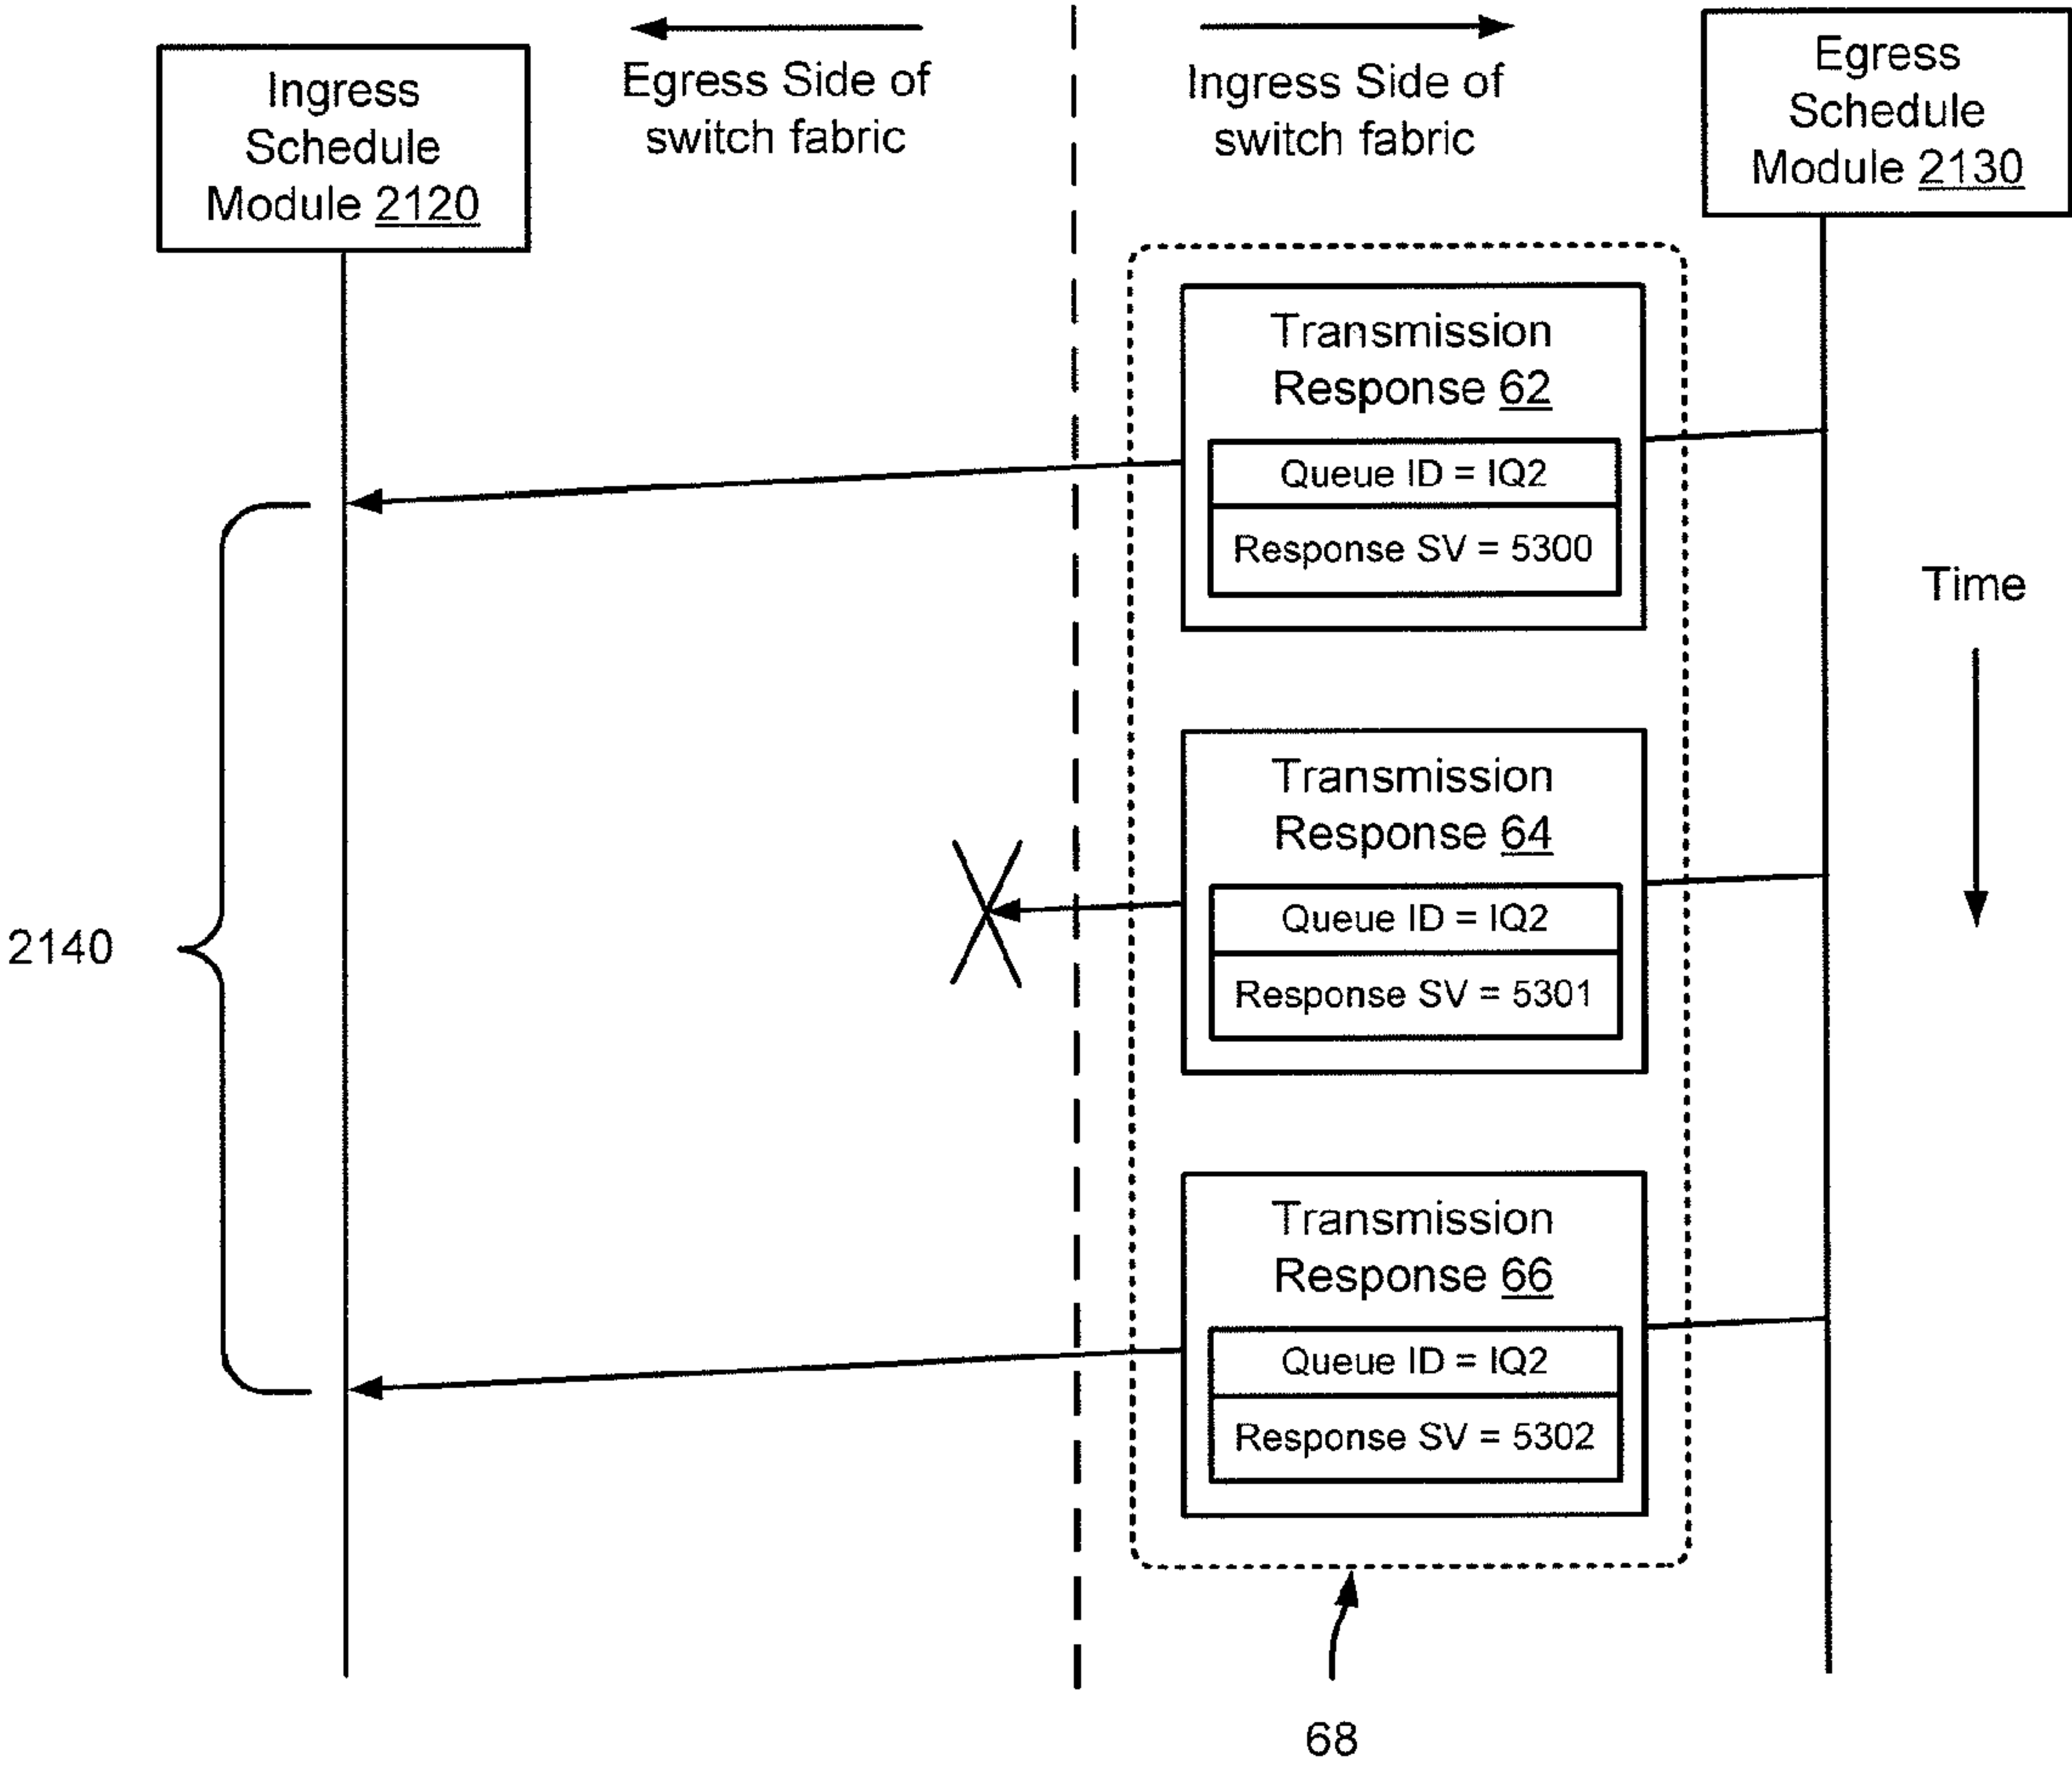 Ingress
Schedule
Module 2120
Egress Side of
switch fabric
Ingress Side of
switch fabric
Egress
Schedule
Module 2130
Transmission
Response 62
Queue ID = IQ2
Response SV = 5300
Time
Transmission
Response 64
Queue ID = IQ2
Response SV = 5301
2140
Transmission
Response 66
Queue ID = IQ2
Response SV = 5302
68